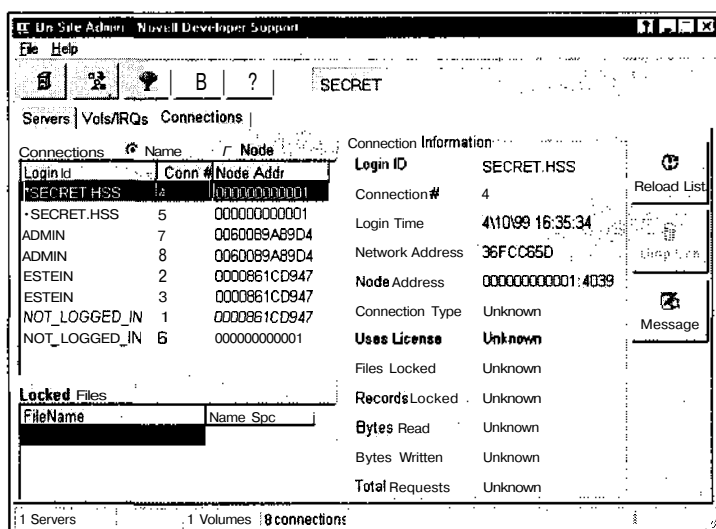 On Site Admin Novell Developer Support
File Help
B ? SECRET
Servers Vols/IRQs Connections
Connections Name Node
Login Id Conn # Node Addr
*SECRET.HSS 4 000000000001
*SECRET.HSS 5 000000000001
ADMIN 7 0060089A89D4
ADMIN 8 0060089A89D4
ESTEIN 2 0000861CD947
ESTEIN 3 0000861CD947
NOT_LOGGED_IN 1 0000861CD947
NOT_LOGGED_IN 6 000000000001
Locked Files
FileName Name Spc
Connection Information
Login ID SECRET.HSS
Connection# 4
Login Time 4\10\99 16:35:34
Network Address 36FCC65D
Node Address 000000000001:4039
Connection Type Unknown
Uses License Unknown
Files Locked Unknown
Records Locked Unknown
Bytes Read Unknown
Bytes Written Unknown
Total Requests Unknown
Reload List
Message
1 Servers 1 Volumes 8 connections